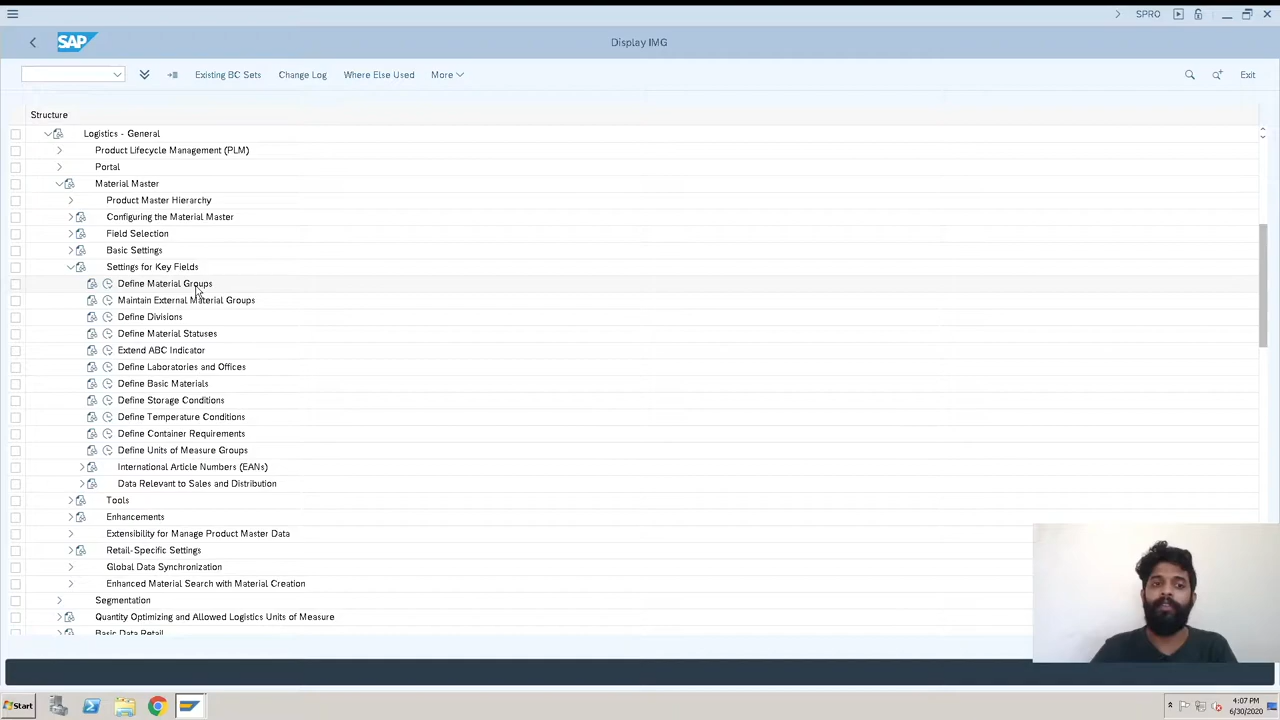 SPRO
SAP
Display IMG
Existing BC Sets
Change Log
Where Else Used
More
Exit
Structure
Logistics - General
Product Lifecycle Management (PLM)
Portal
Material Master
Product Master Hierarchy
Configuring the Material Master
Field Selection
Basic Settings
Settings for Key Fields
Define Material Groups
Maintain External Material Groups
Define Divisions
Define Material Statuses
Extend ABC Indicator
Define Laboratories and Offices
Define Basic Materials
Define Storage Conditions
Define Temperature Conditions
Define Container Requirements
Define Units of Measure Groups
International Article Numbers (EANs)
Data Relevant to Sales and Distribution
Tools
Enhancements
Extensibility for Manage Product Master Data
Retail-Specific Settings
Global Data Synchronization
Enhanced Material Search with Material Creation
Segmentation
Quantity Optimizing and Allowed Logistics Units of Measure
Basic Data Retail
Start
4:07 PM
6/30/2020